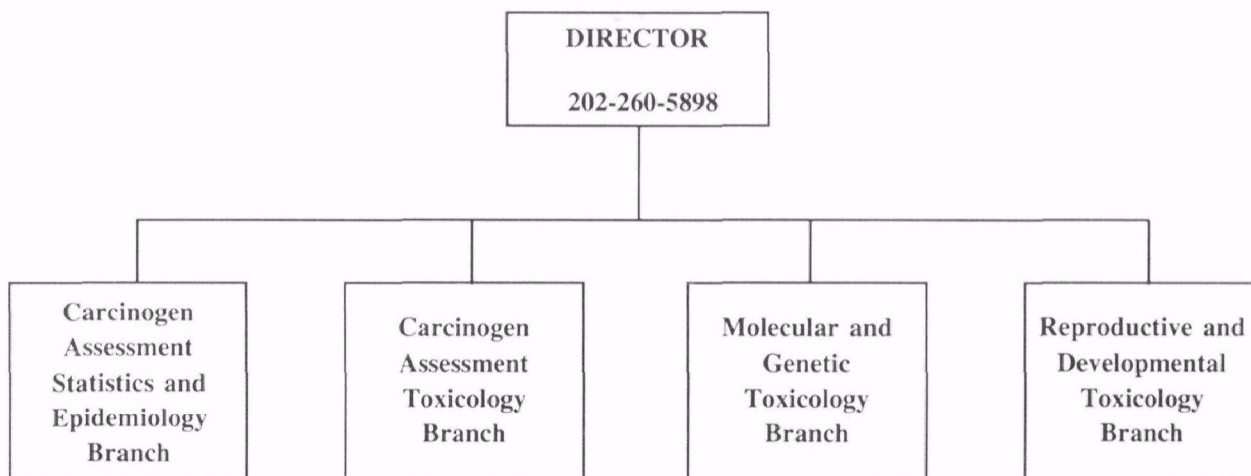 DIRECTOR
202-260-5898
Carcinogen
Assessment
Statistics and
Epidemiology
Branch
Carcinogen
Assessment
Toxicology
Branch
Molecular and
Genetic
Toxicology
Branch
Reproductive and
Developmental
Toxicology
Branch